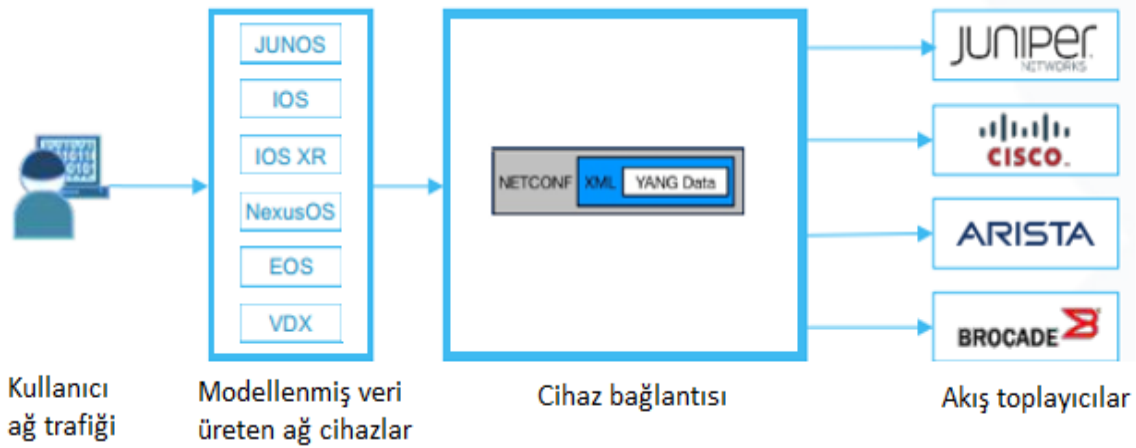 JUNOS
IOS
IOS XR
NexusOS
EOS
VDX
NETCONF XML YANG Data
JUNIPER
NETWORKS
CISCO
ARISTA
BROCADE
Kullanıcı
ağ trafiği
Modellenmiş veri
üreten ağ cihazlar
Cihaz bağlantısı
Akış toplayıcılar